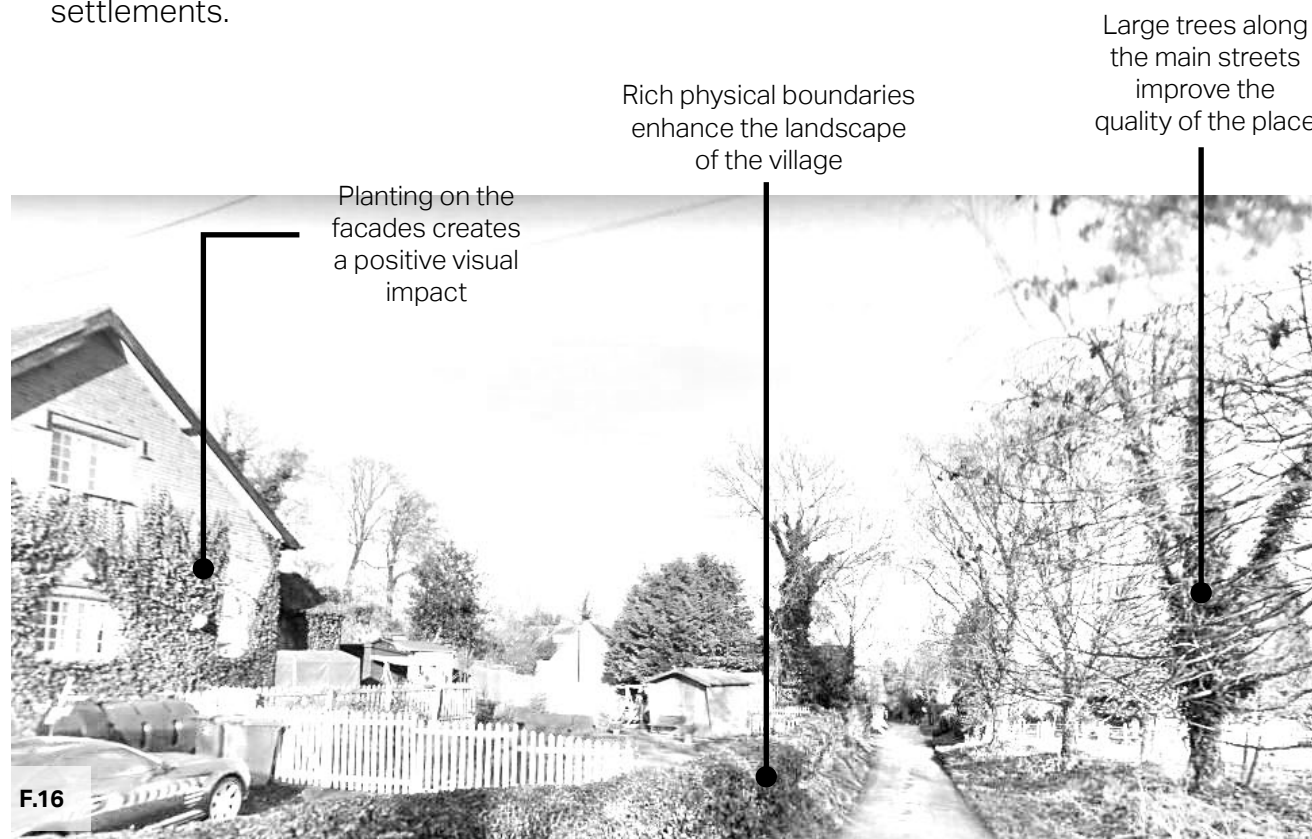 settlements.
Large trees along
the main streets
improve the
quality of the place
Rich physical boundaries
enhance the landscape
of the village
Planting on the
facades creates
a positive visual
impact
F.16